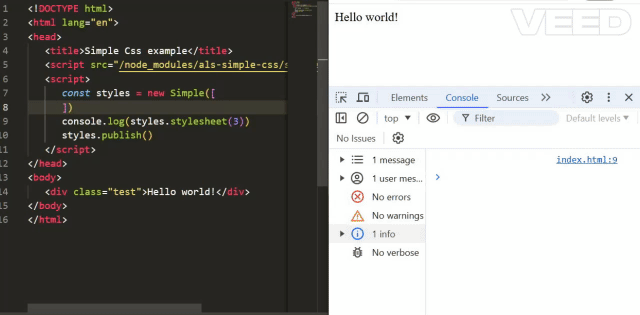 1 <!DOCTYPE html>
2 <html lang="en">
3 <head>
4 <title>Simple Css example</title>
5 <script src="/node_modules/als-simple-css/s
6 <script>
7 const styles = new Simple([
8 ])
9 console.log(styles.stylesheet(3))
10 styles.publish()
11 </script>
12 </head>
13 <body>
14 <div class="test">Hello world!</div>
15 </body>
16 </html>
Hello world!
VEED
Elements Console Sources
top Filter Default levels
No Issues
1 message index.html:9
1 user mes...
No errors
No warnings
1 info
No verbose